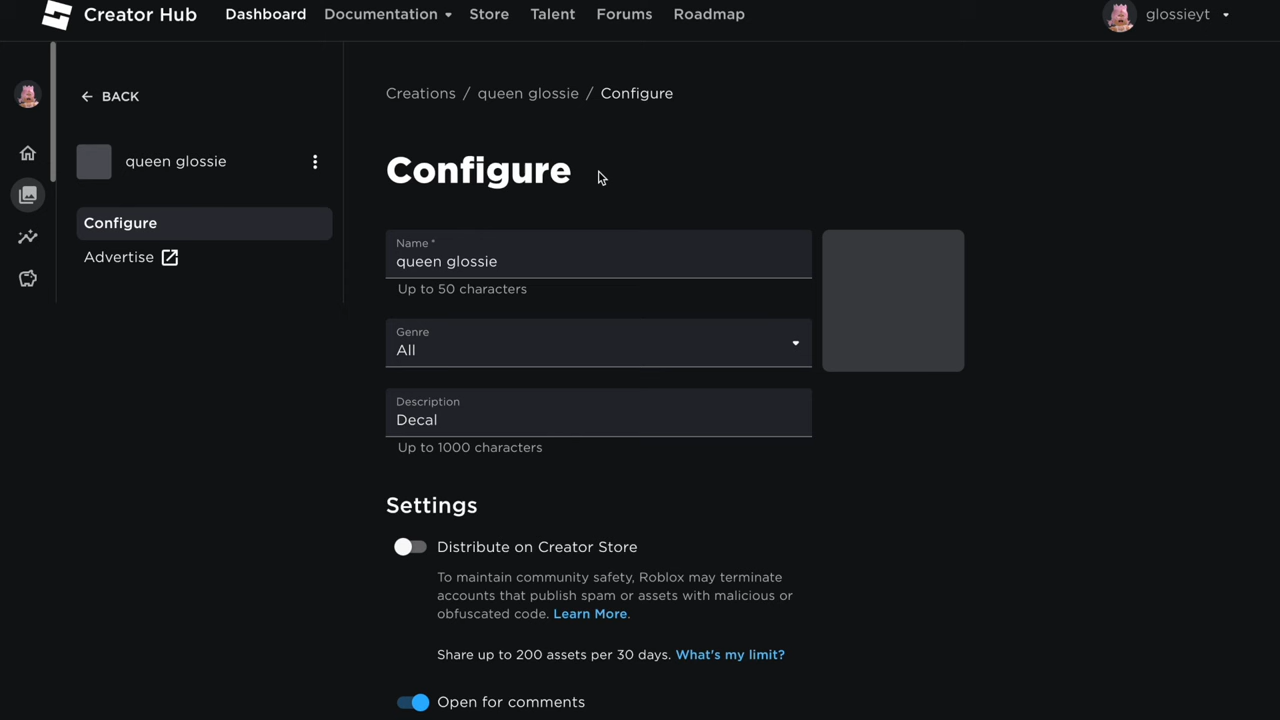 Creator Hub Dashboard Documentation Store Talent Forums Roadmap glossieyt
BACK
queen glossie
Configure
Advertise
Creations / queen glossie / Configure
Configure
Name *
queen glossie
Up to 50 characters
Genre
All
Description
Decal
Up to 1000 characters
Settings
Distribute on Creator Store
To maintain community safety, Roblox may terminate
accounts that publish spam or assets with malicious or
obfuscated code. Learn More.
Share up to 200 assets per 30 days. What's my limit?
Open for comments